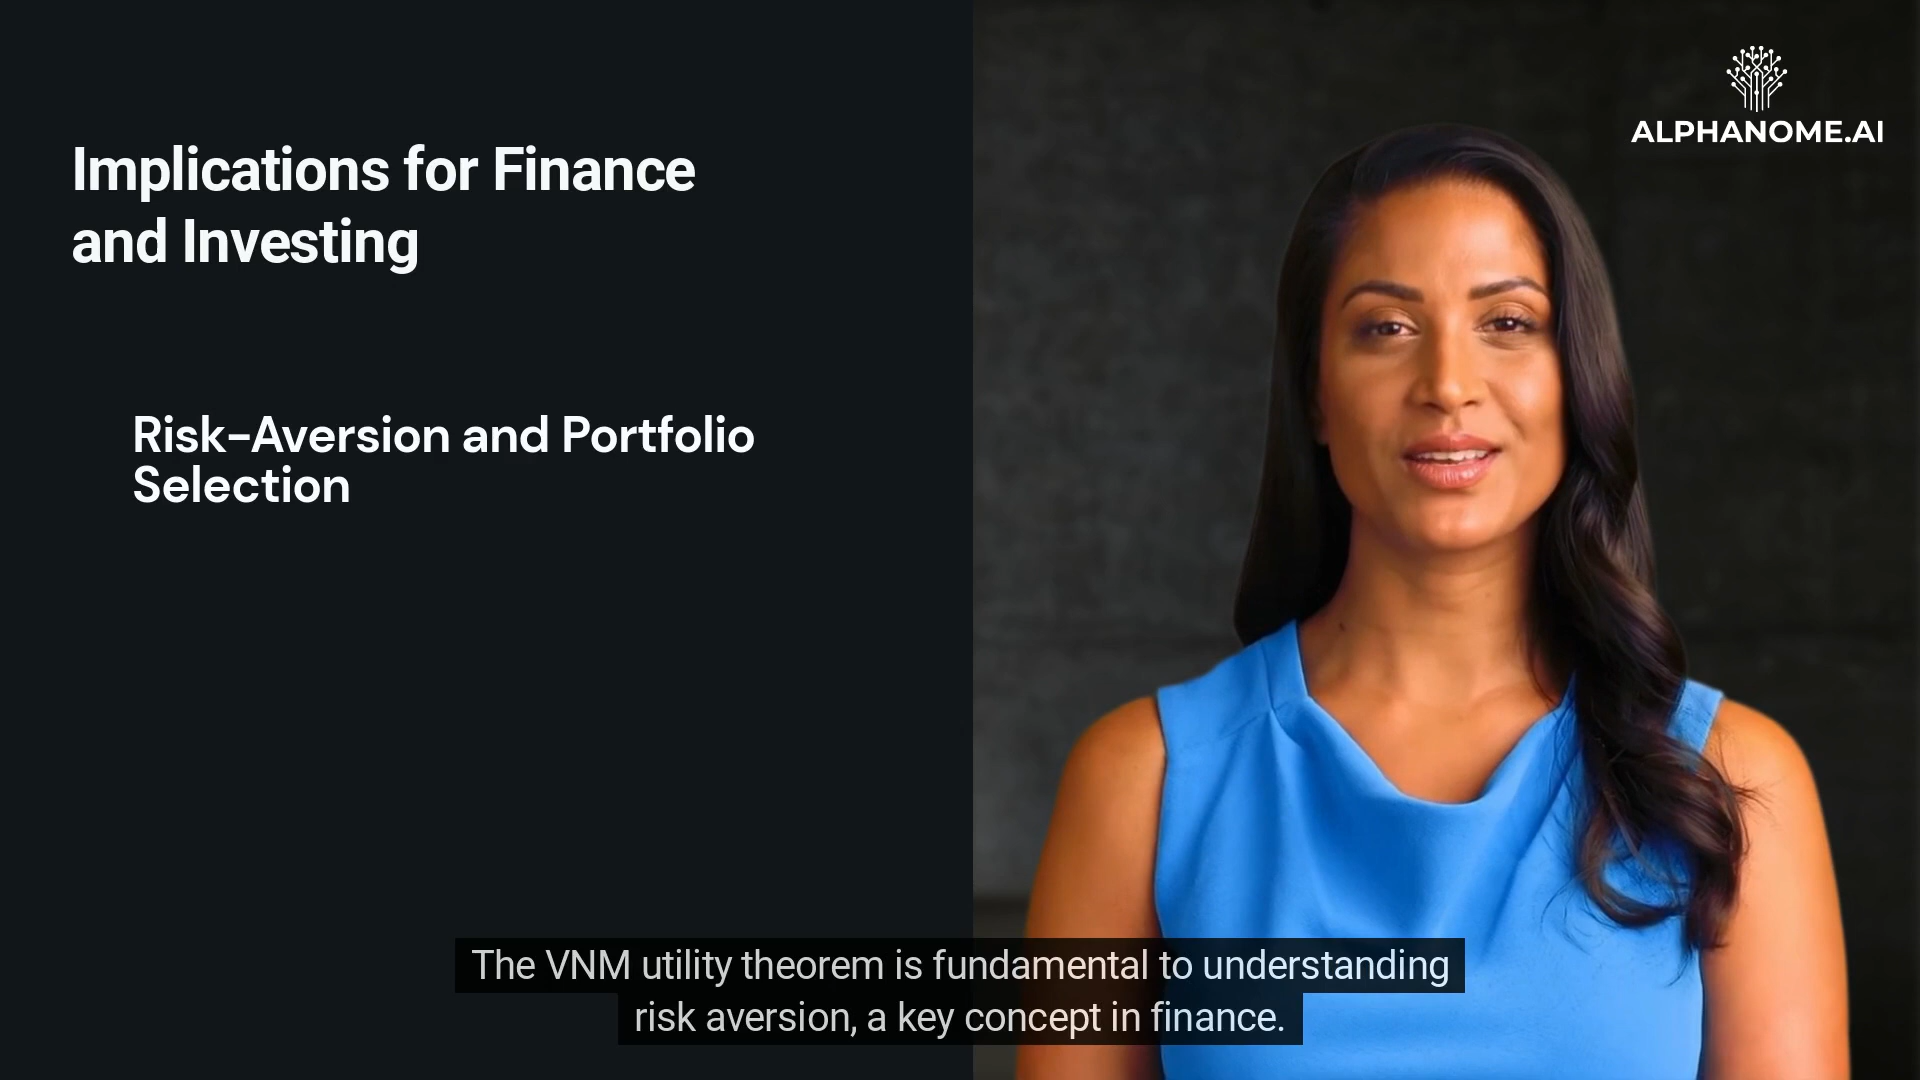 ALPHANOME.AI
Implications for Finance
and Investing
Risk-Aversion and Portfolio
Selection
The VNM utility theorem is fundamental to understanding
risk aversion, a key concept in finance.